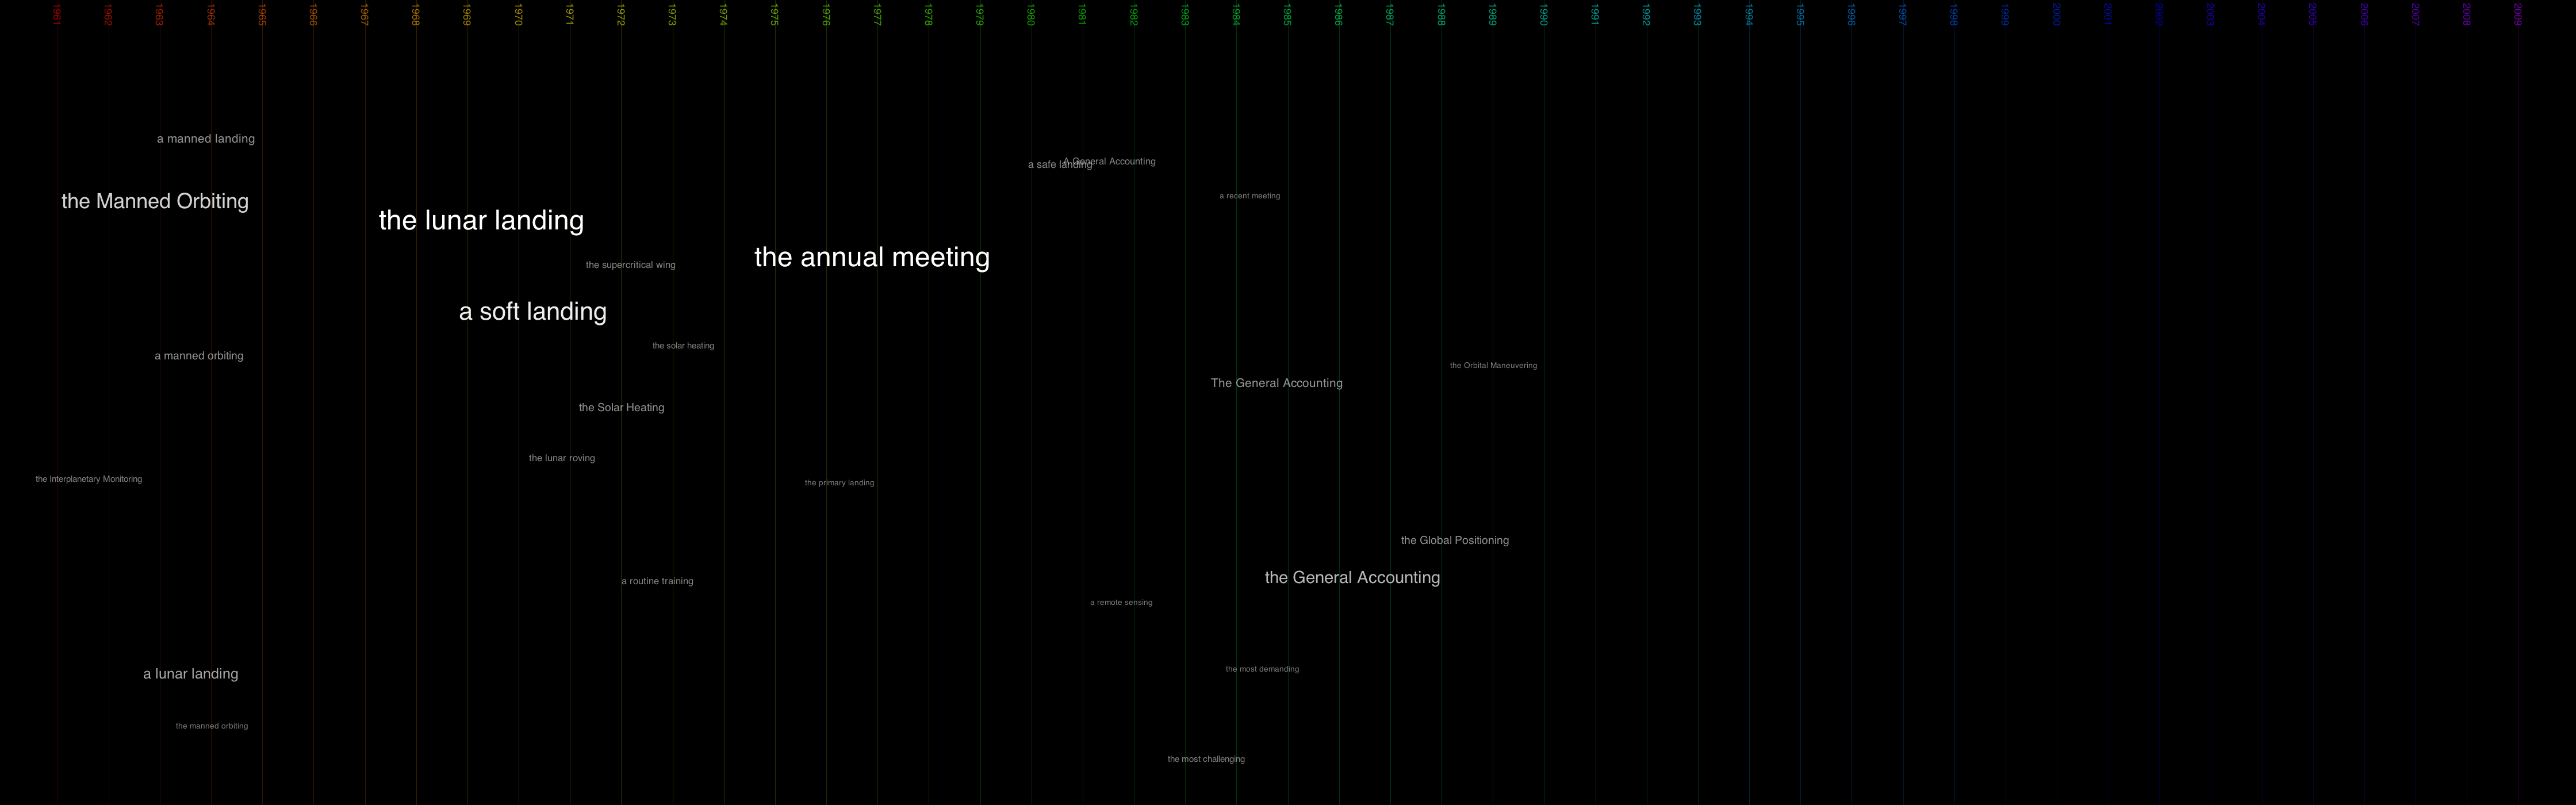 1961 1962 1963 1964 1965 1966 1967 1968 1969 1970 1971 1972 1973 1974 1975 1976 1977 1978 1979 1980 1981 1982 1983 1984 1985 1986 1987 1988 1989 1990 1991 1992 1993 1994 1995 1996 1997 1998 1999 2000 2001 2002 2003 2004 2005 2006 2007 2008 2009
a manned landing
A General Accounting
a safe landing
a recent meeting
the Manned Orbiting
the lunar landing
the annual meeting
the supercritical wing
a soft landing
the solar heating
a manned orbiting
the Orbital Maneuvering
The General Accounting
the Solar Heating
the lunar roving
the Interplanetary Monitoring
the primary landing
the Global Positioning
the General Accounting
a routine training
a remote sensing
the most demanding
a lunar landing
the manned orbiting
the most challenging